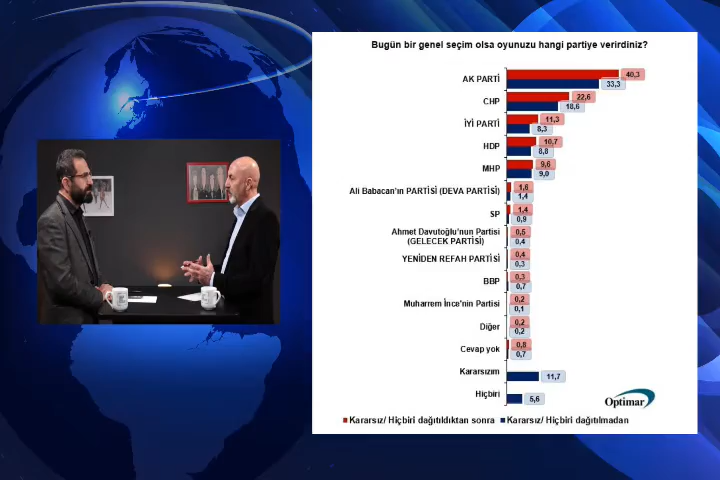 Bugün bir genel seçim olsa oyunuzu hangi partiye verirdiniz?
AK PARTİ 40,3
33,3
CHP 22,6
18,6
İYİ PARTİ 11,3
8,3
HDP 10,7
8,8
MHP 9,6
9,0
Ali Babacan'ın PARTİSİ (DEVA PARTİSİ) 1,6
1,4
SP 1,4
0,9
Ahmet Davutoğlu'nun Partisi 0,5
(GELECEK PARTİSİ) 0,4
YENİDEN REFAH PARTİSİ 0,4
0,3
BBP 0,3
0,7
Muharrem İnce'nin Partisi 0,2
0,1
Diğer 0,2
0,2
Cevap yok 0,8
0,7
Kararsızım 11,7
Hiçbiri 5,6
Optimar
Kararsız/ Hiçbiri dağıtıldıktan sonra Kararsız/ Hiçbiri dağıtılmadan